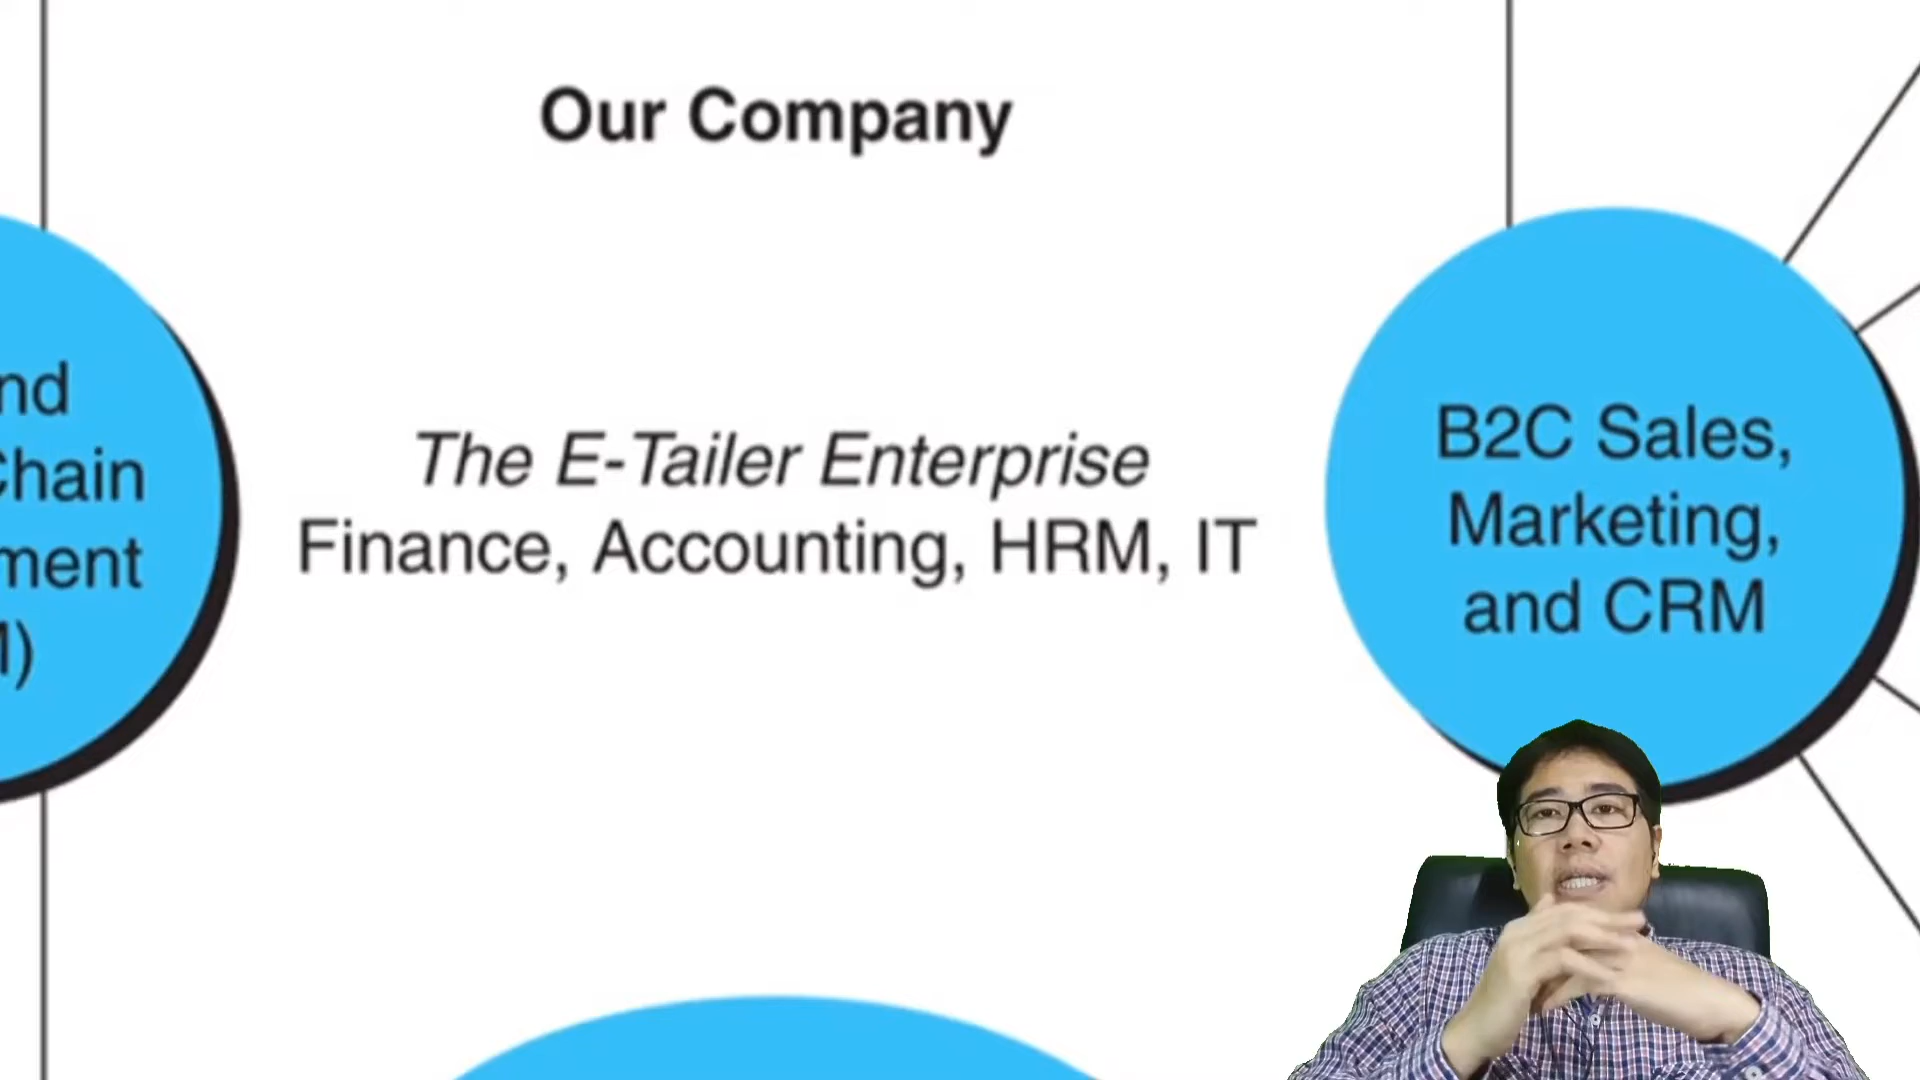 Our Company
The E-Tailer Enterprise
Finance, Accounting, HRM, IT
B2C Sales,
Marketing,
and CRM
nd
Chain
ment
)